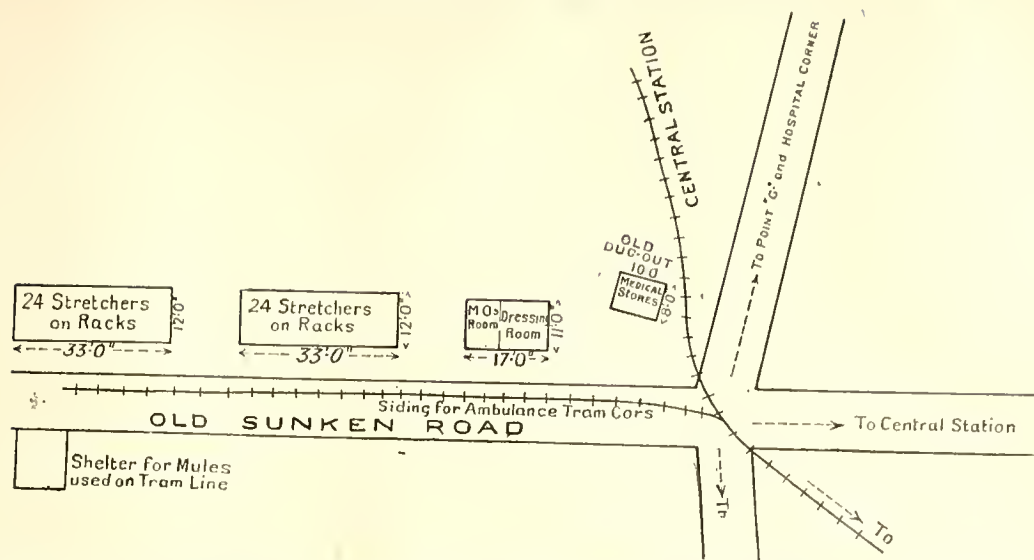 CENTRAL STATION
TO POINT "G" and HOSPITAL CORNER
OLD
DUG-OUT
10 0
MEDICAL
STORES
8'.0"
24 Stretchers
on Racks
12'.0"
33'.0"
24 Stretchers
on Racks
12'.0"
33'.0"
M Os
Room
Dressing
Room
11'.0"
17'.0"
Siding for Ambulance Tram Cars
OLD SUNKEN ROAD
To Central Station
Shelter for Mules
used on Tram Line
To
To